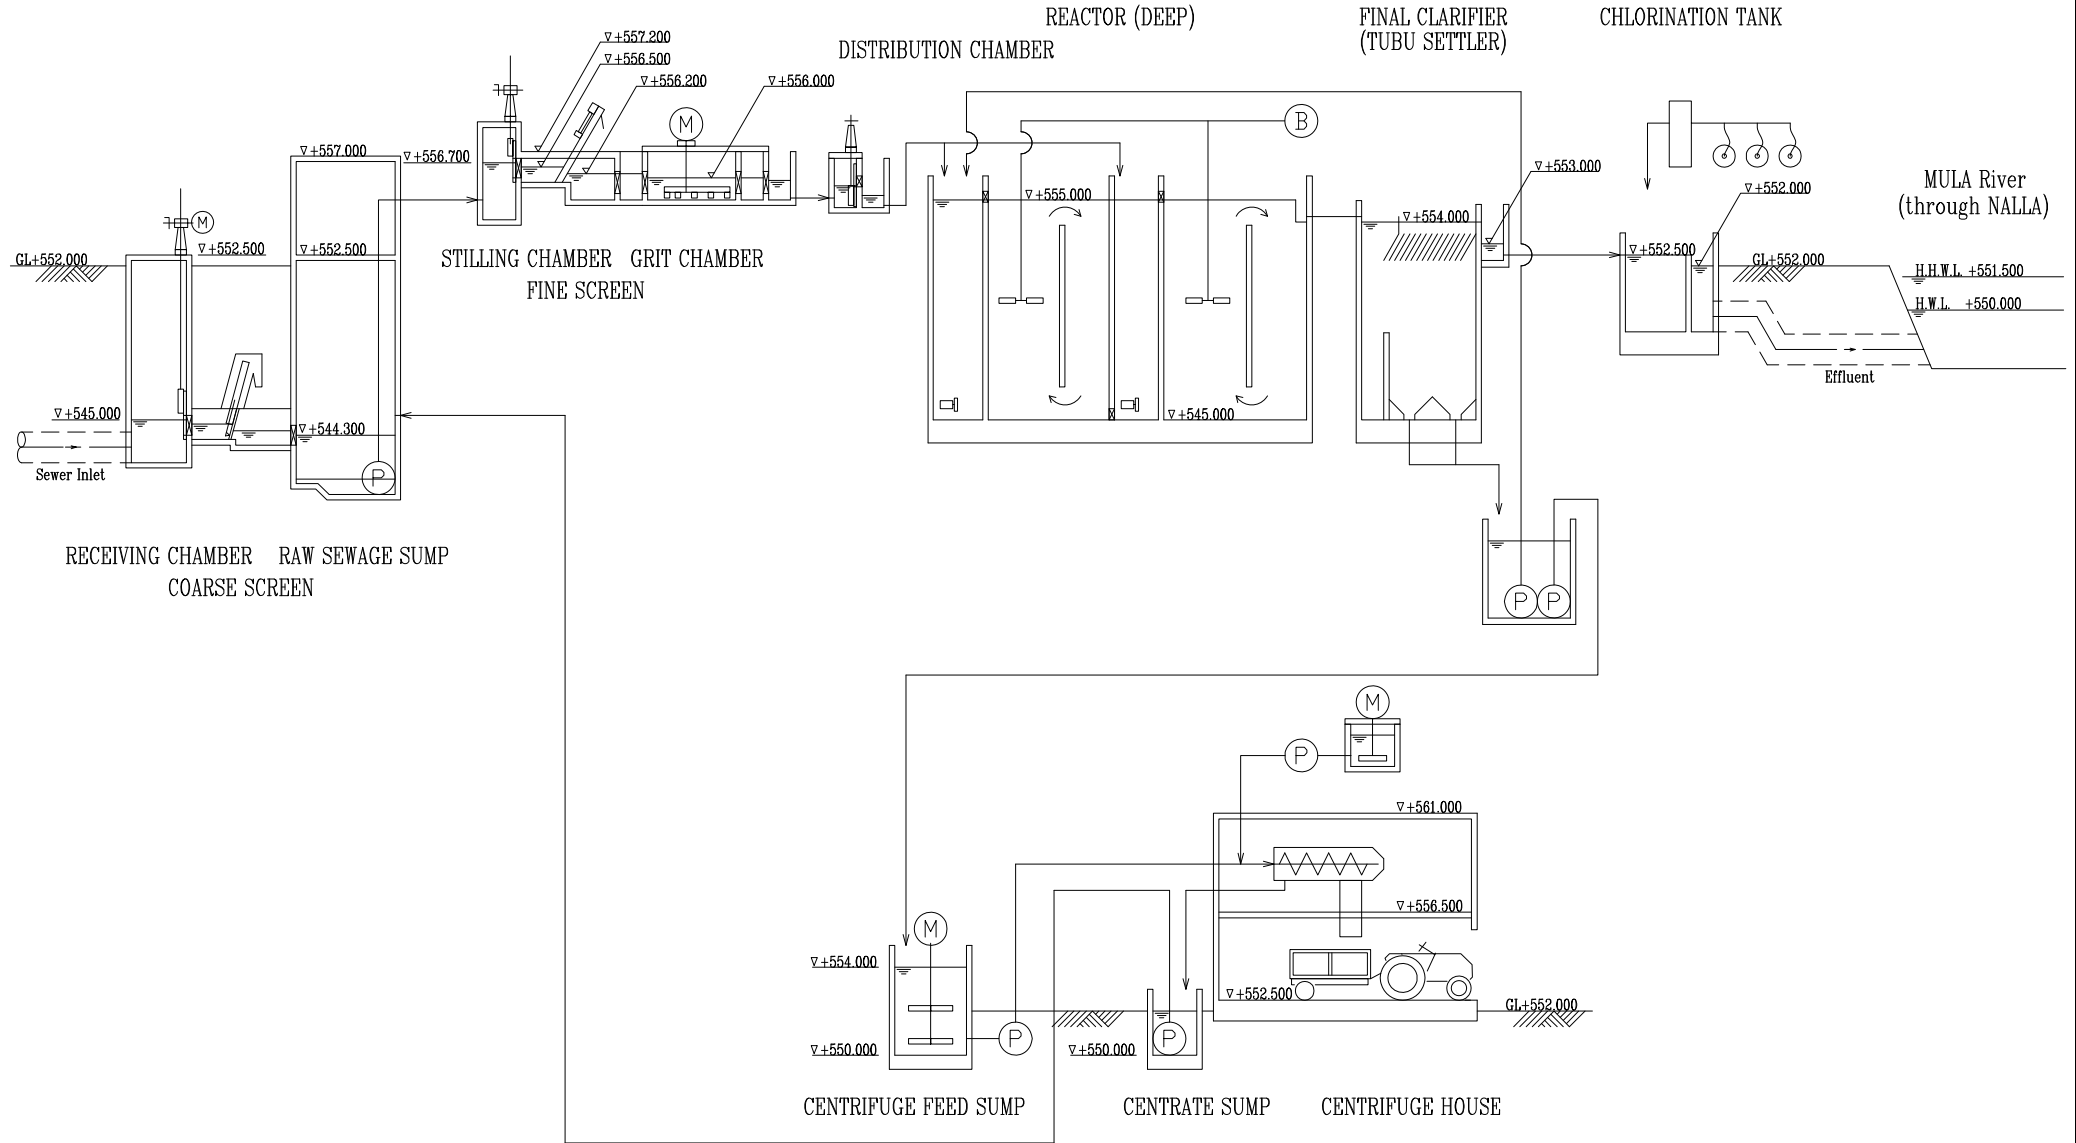 REACTOR (DEEP)
FINAL CLARIFIER
(TUBU SETTLER)
CHLORINATION TANK
DISTRIBUTION CHAMBER
▽+557.200
▽+556.500
▽+556.200
▽+556.000
M
B
▽+557.000
▽+556.700
▽+553.000
▽+552.000
MULA River
(through NALLA)
▽+555.000
▽+554.000
M
▽+552.500
▽+552.500
▽+552.500
GL+552.000
GL+552.000
STILLING CHAMBER
GRIT CHAMBER
FINE SCREEN
H.H.W.L. +551.500
H.W.L. +550.000
Effluent
▽+545.000
▽+545.000
▽+544.300
Sewer Inlet
P
RECEIVING CHAMBER
RAW SEWAGE SUMP
COARSE SCREEN
P
P
M
P
▽+561.000
▽+556.500
M
▽+554.000
▽+552.500
GL+552.000
P
P
▽+550.000
▽+550.000
CENTRIFUGE FEED SUMP
CENTRATE SUMP
CENTRIFUGE HOUSE